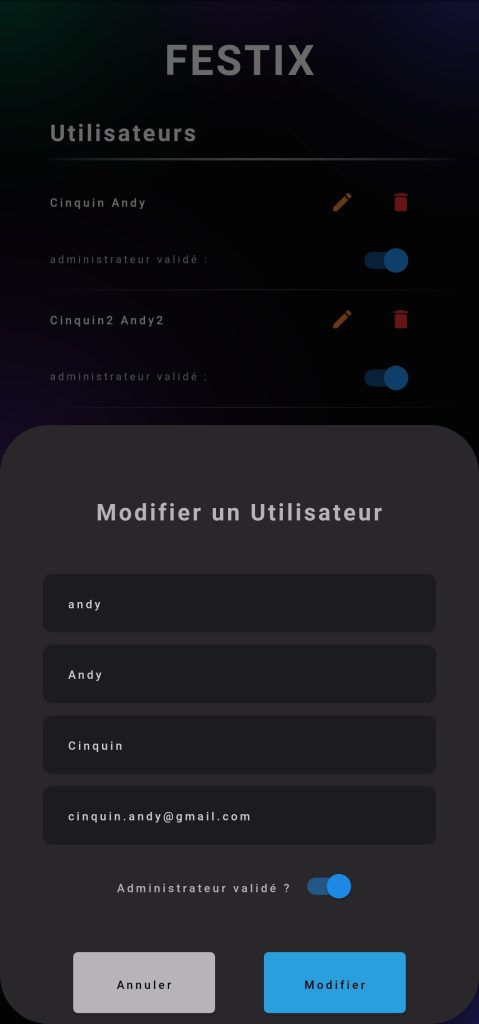 FESTIX
Utilisateurs
Cinquin Andy
administrateur validé :
Cinquin2 Andy2
administrateur validé :
Modifier un Utilisateur
andy
Andy
Cinquin
cinquin.andy@gmail.com
Administrateur validé ?
Annuler
Modifier